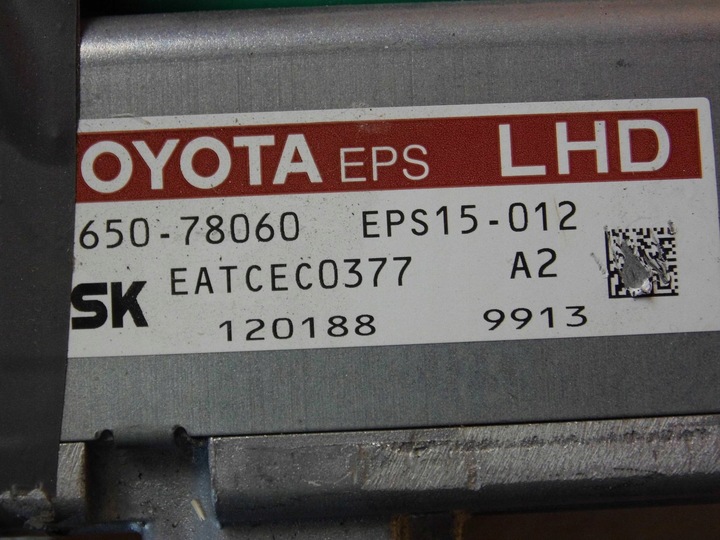 OYOTA EPS LHD
650-78060 EPS15-012
SK EATCEC0377 A2
120188 9913